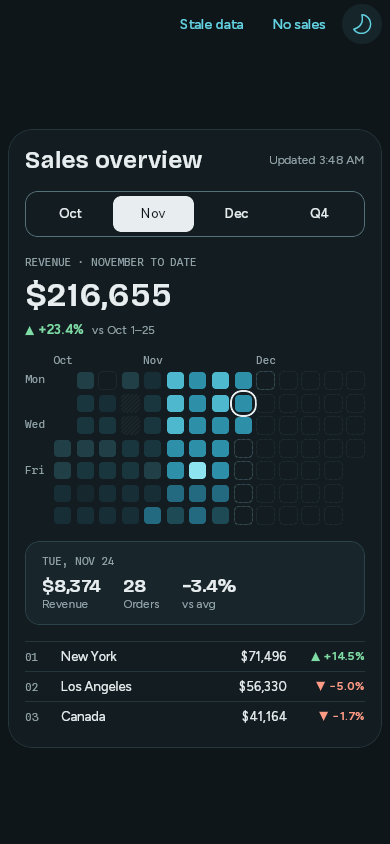 Stale data No sales
Sales overview Updated 3:48 AM
Oct Nov Dec Q4
REVENUE · NOVEMBER TO DATE
$216,655
▲ +23.4% vs Oct 1–25
Oct Nov Dec
Mon
Wed
Fri
TUE, NOV 24
$8,374 28 −3.4%
Revenue Orders vs avg
01 New York $71,496 ▲ +14.5%
02 Los Angeles $56,330 ▼ −5.0%
03 Canada $41,164 ▼ −1.7%